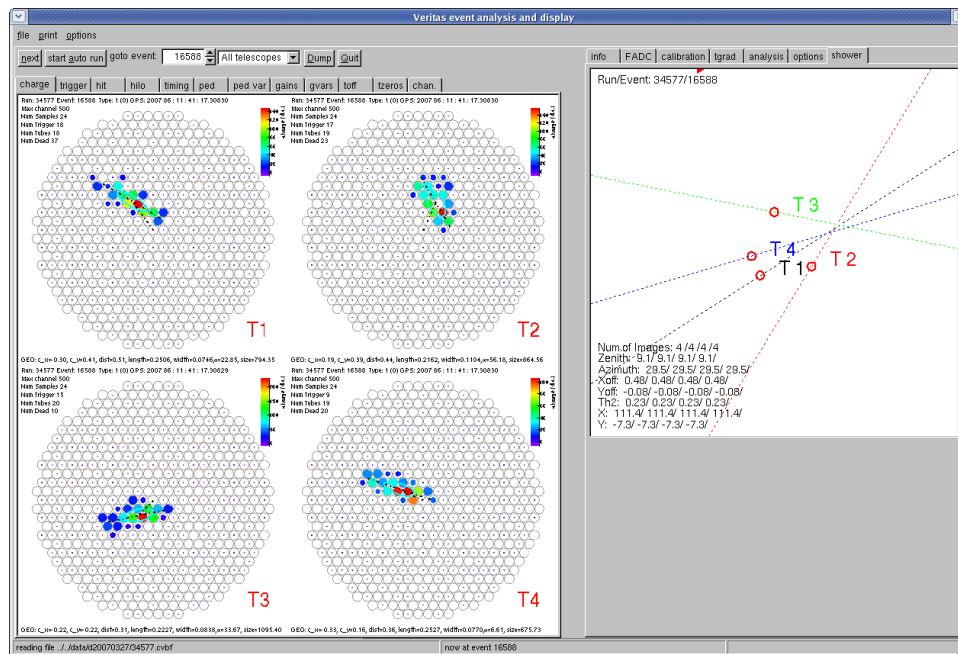 Veritas event analysis and display
file print options
next start auto run goto event: 16588 All telescopes Dump Quit
charge trigger hit hilo timing ped ped var gains gvars toff tzeros chan.
Run: 34577 Event: 16588 Type: 1 (0) GPS: 2007 86 : 11 : 41 : 17.30830
Max channel 500
Num Samples 24
Num Trigger 18
Num Tubes 18
Num Dead 37
T1
GEO: c_x=-0.30, c_y=0.41, dist=0.51, length=0.2506, width=0.0746,α=22.85, size=794.35
Run: 34577 Event: 16588 Type: 1 (0) GPS: 2007 86 : 11 : 41 : 17.30830
Max channel 500
Num Samples 24
Num Trigger 17
Num Tubes 19
Num Dead 23
T2
GEO: c_x=0.19, c_y=0.39, dist=0.44, length=0.2162, width=0.1104,α=56.18, size=864.56
Run: 34577 Event: 16588 Type: 1 (0) GPS: 2007 86 : 11 : 41 : 17.30829
Max channel 500
Num Samples 24
Num Trigger 15
Num Tubes 20
Num Dead 10
T3
GEO: c_x=-0.22, c_y=-0.22, dist=0.31, length=0.2227, width=0.0838,α=33.67, size=1095.40
Run: 34577 Event: 16588 Type: 1 (0) GPS: 2007 86 : 11 : 41 : 17.30830
Max channel 500
Num Samples 24
Num Trigger 9
Num Tubes 19
Num Dead 20
T4
GEO: c_x=-0.33, c_y=0.16, dist=0.36, length=0.2527, width=0.0770,α=6.61, size=675.73
info FADC calibration tgrad analysis options shower
Run/Event: 34577/16588
T 3
T 4
T 1
T 2
Num.of Images: 4 /4 /4 /4
Zenith: 9.1/ 9.1/ 9.1/ 9.1/
Azimuth: 29.5/ 29.5/ 29.5/ 29.5/
Xoff: 0.48/ 0.48/ 0.48/ 0.48/
Yoff: -0.08/ -0.08/ -0.08/ -0.08/
Th2: 0.23/ 0.23/ 0.23/ 0.23/
X: 111.4/ 111.4/ 111.4/ 111.4/
Y: -7.3/ -7.3/ -7.3/ -7.3/
reading file ../../data/d20070327/34577.cvbf
now at event 16588